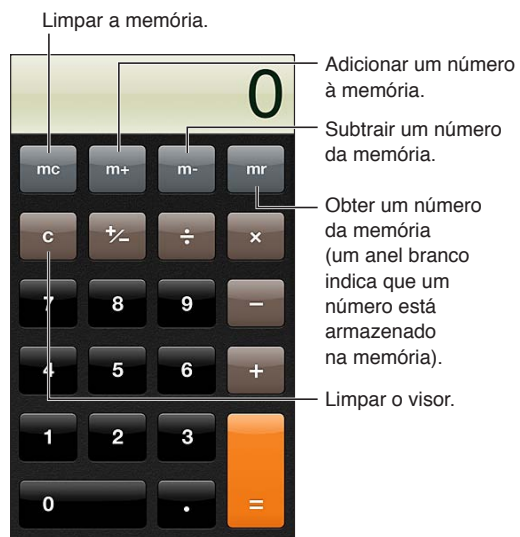 Limpar a memória.
0
Adicionar um número
à memória.
Subtrair um número
da memória.
mc m+ m- mr
Obter um número
da memória
(um anel branco
indica que um
número está
armazenado
na memória).
c +/− ÷ ×
7 8 9 −
4 5 6 +
Limpar o visor.
1 2 3
0 . =